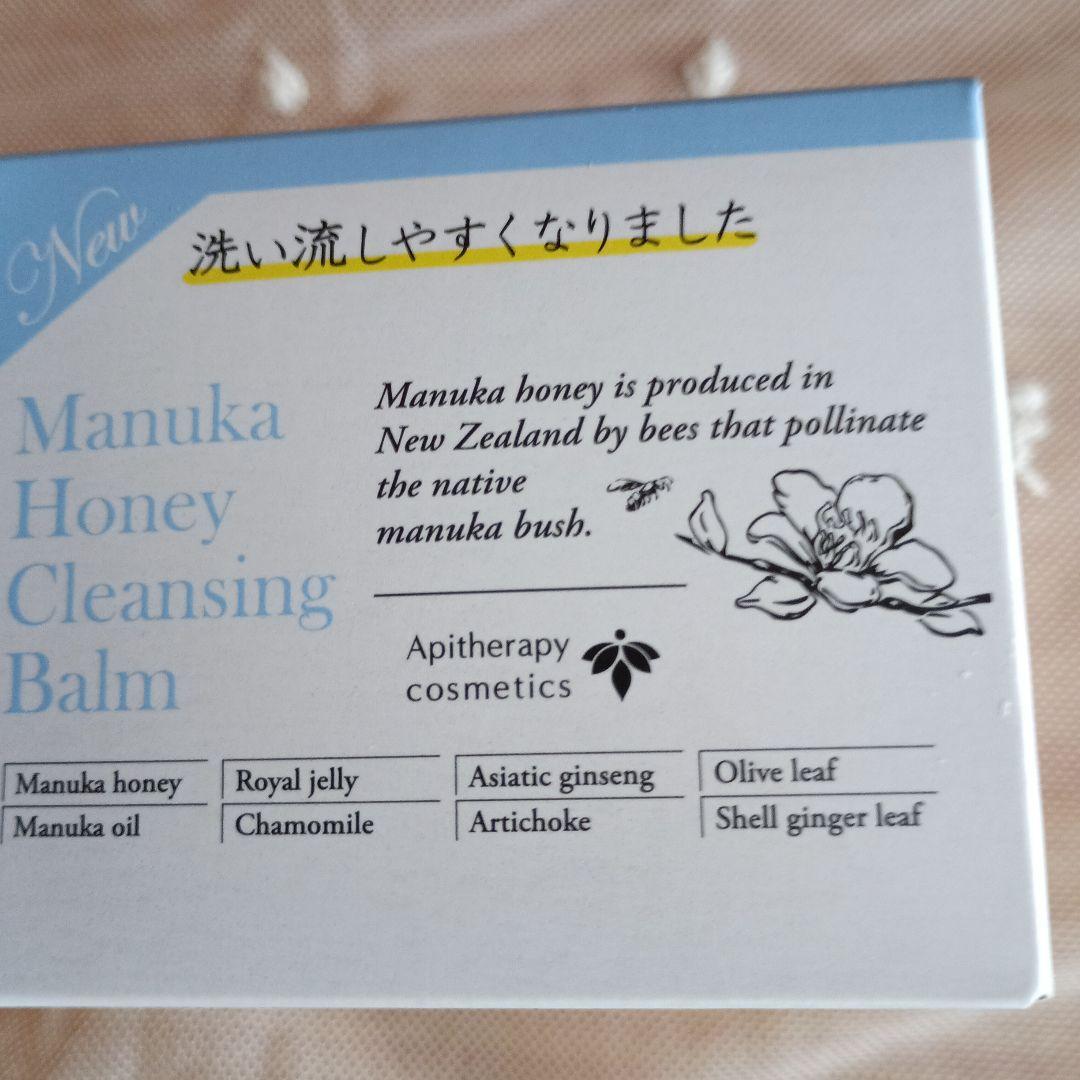 New
洗い流しやすくなりました
Manuka
Honey
Cleansing
Balm
Manuka honey is produced in
New Zealand by bees that pollinate
the native
manuka bush.
Apitherapy
cosmetics
Manuka honey Royal jelly Asiatic ginseng Olive leaf
Manuka oil Chamomile Artichoke Shell ginger leaf